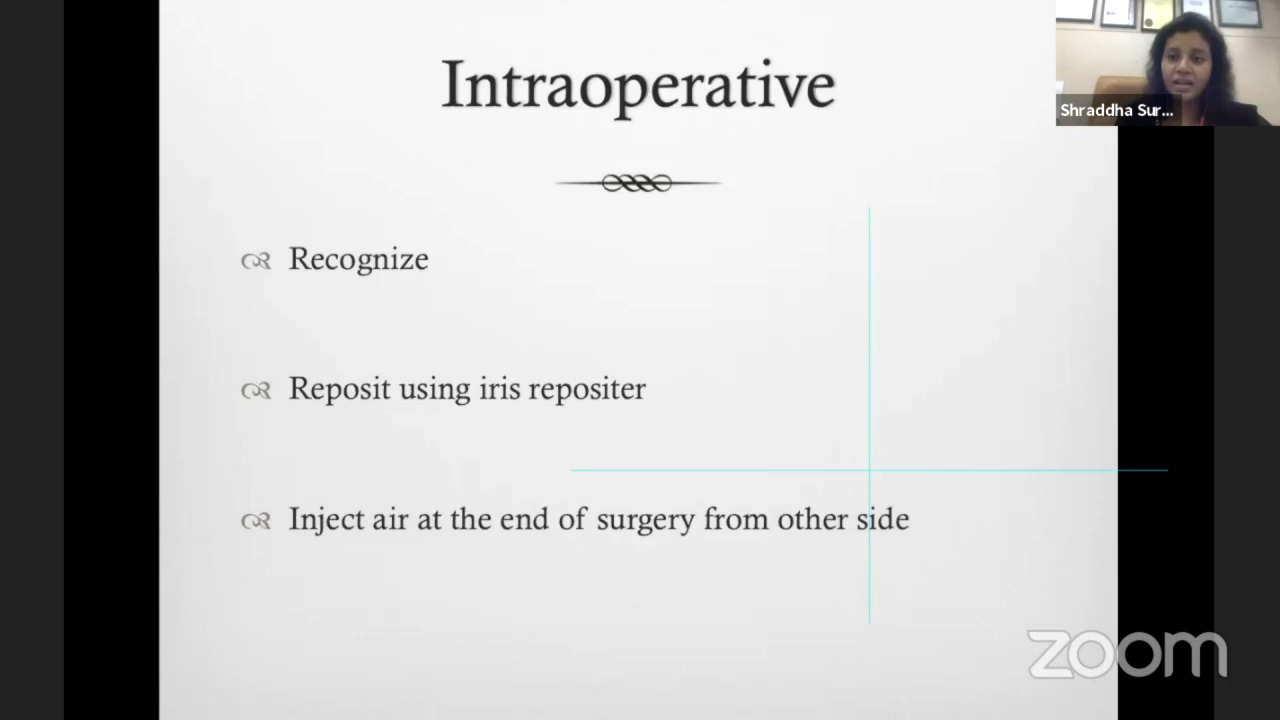 Intraoperative
Shraddha Sur...
Recognize
Reposit using iris repositer
Inject air at the end of surgery from other side
zoom